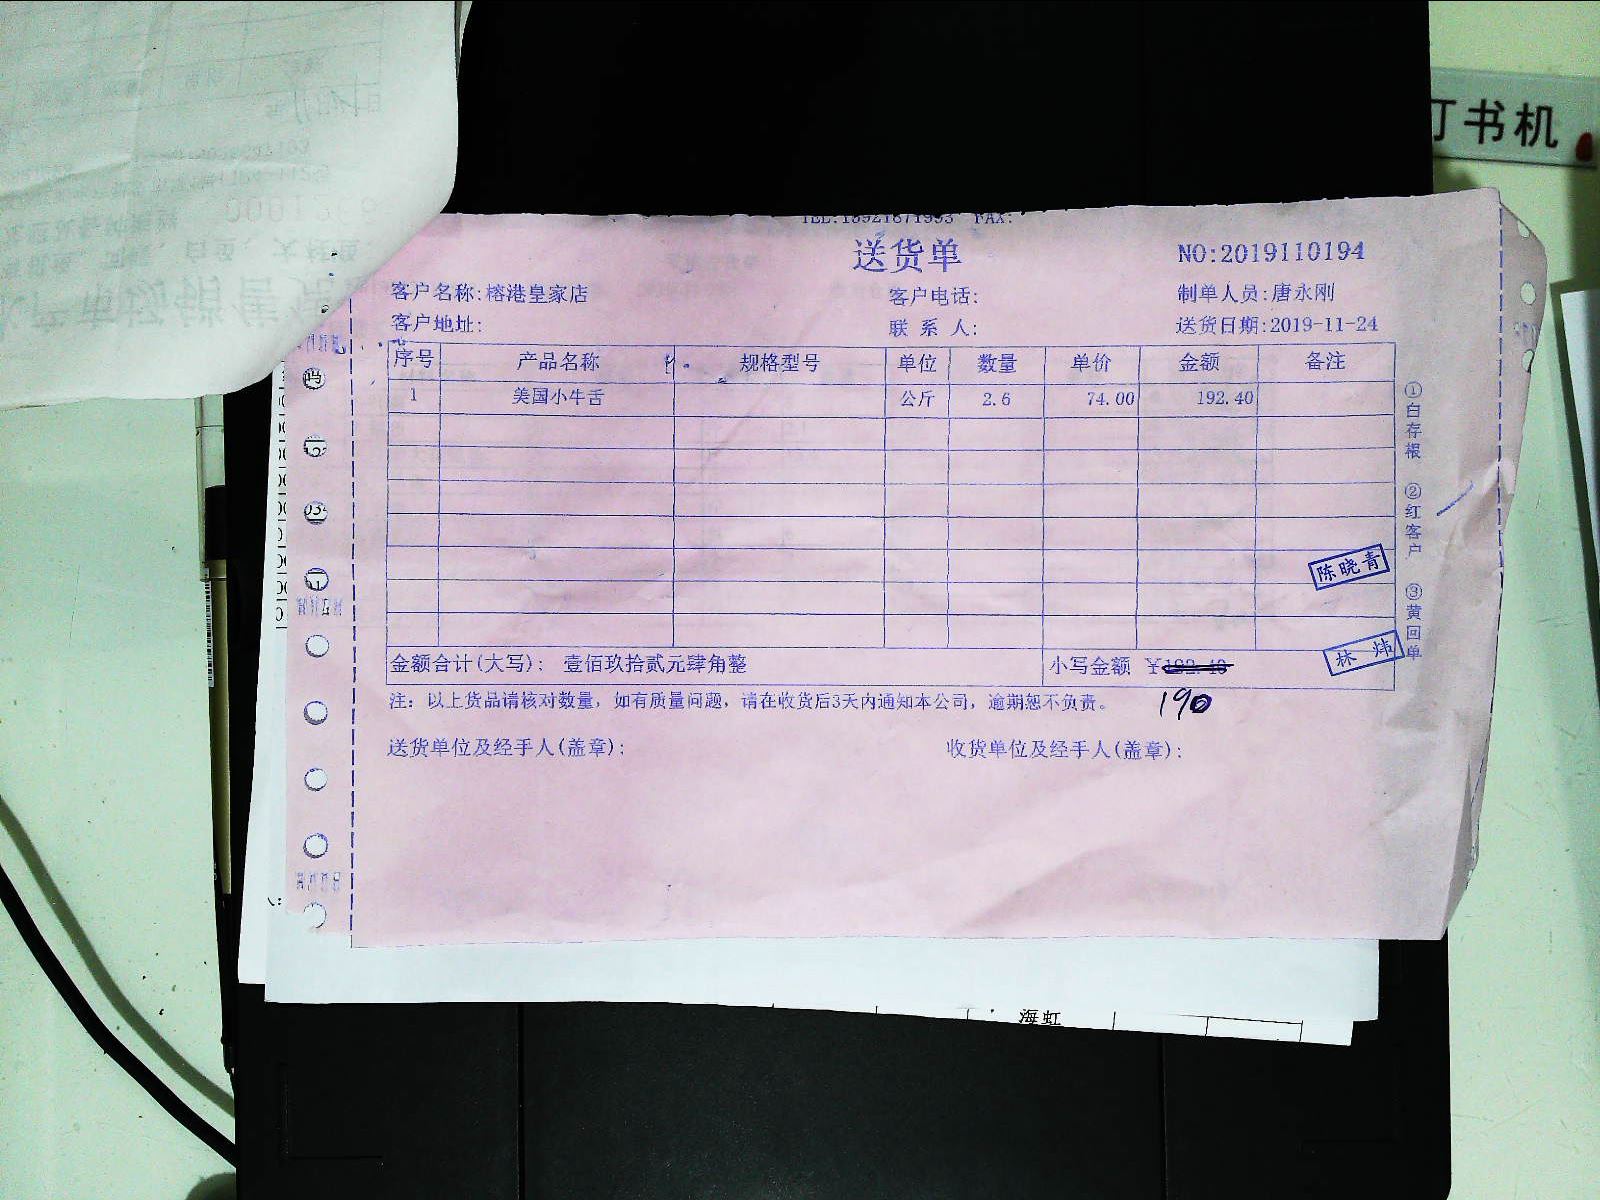 订书机
TEL:13921871993 FAX:
送货单
NO:2019110194
客户名称:榕港皇家店 客户电话: 制单人员:唐永刚
客户地址: 联系人: 送货日期:2019-11-24
序号 产品名称 规格型号 单位 数量 单价 金额 备注
1 美国小牛舌 公斤 2.6 74.00 192.40
①白存根 ②红客户 ③黄回单
陈晓青
林炜
金额合计(大写): 壹佰玖拾贰元肆角整 小写金额 ¥192.40
190
注: 以上货品请核对数量，如有质量问题，请在收货后3天内通知本公司，逾期恕不负责。
送货单位及经手人(盖章): 收货单位及经手人(盖章):
海虹